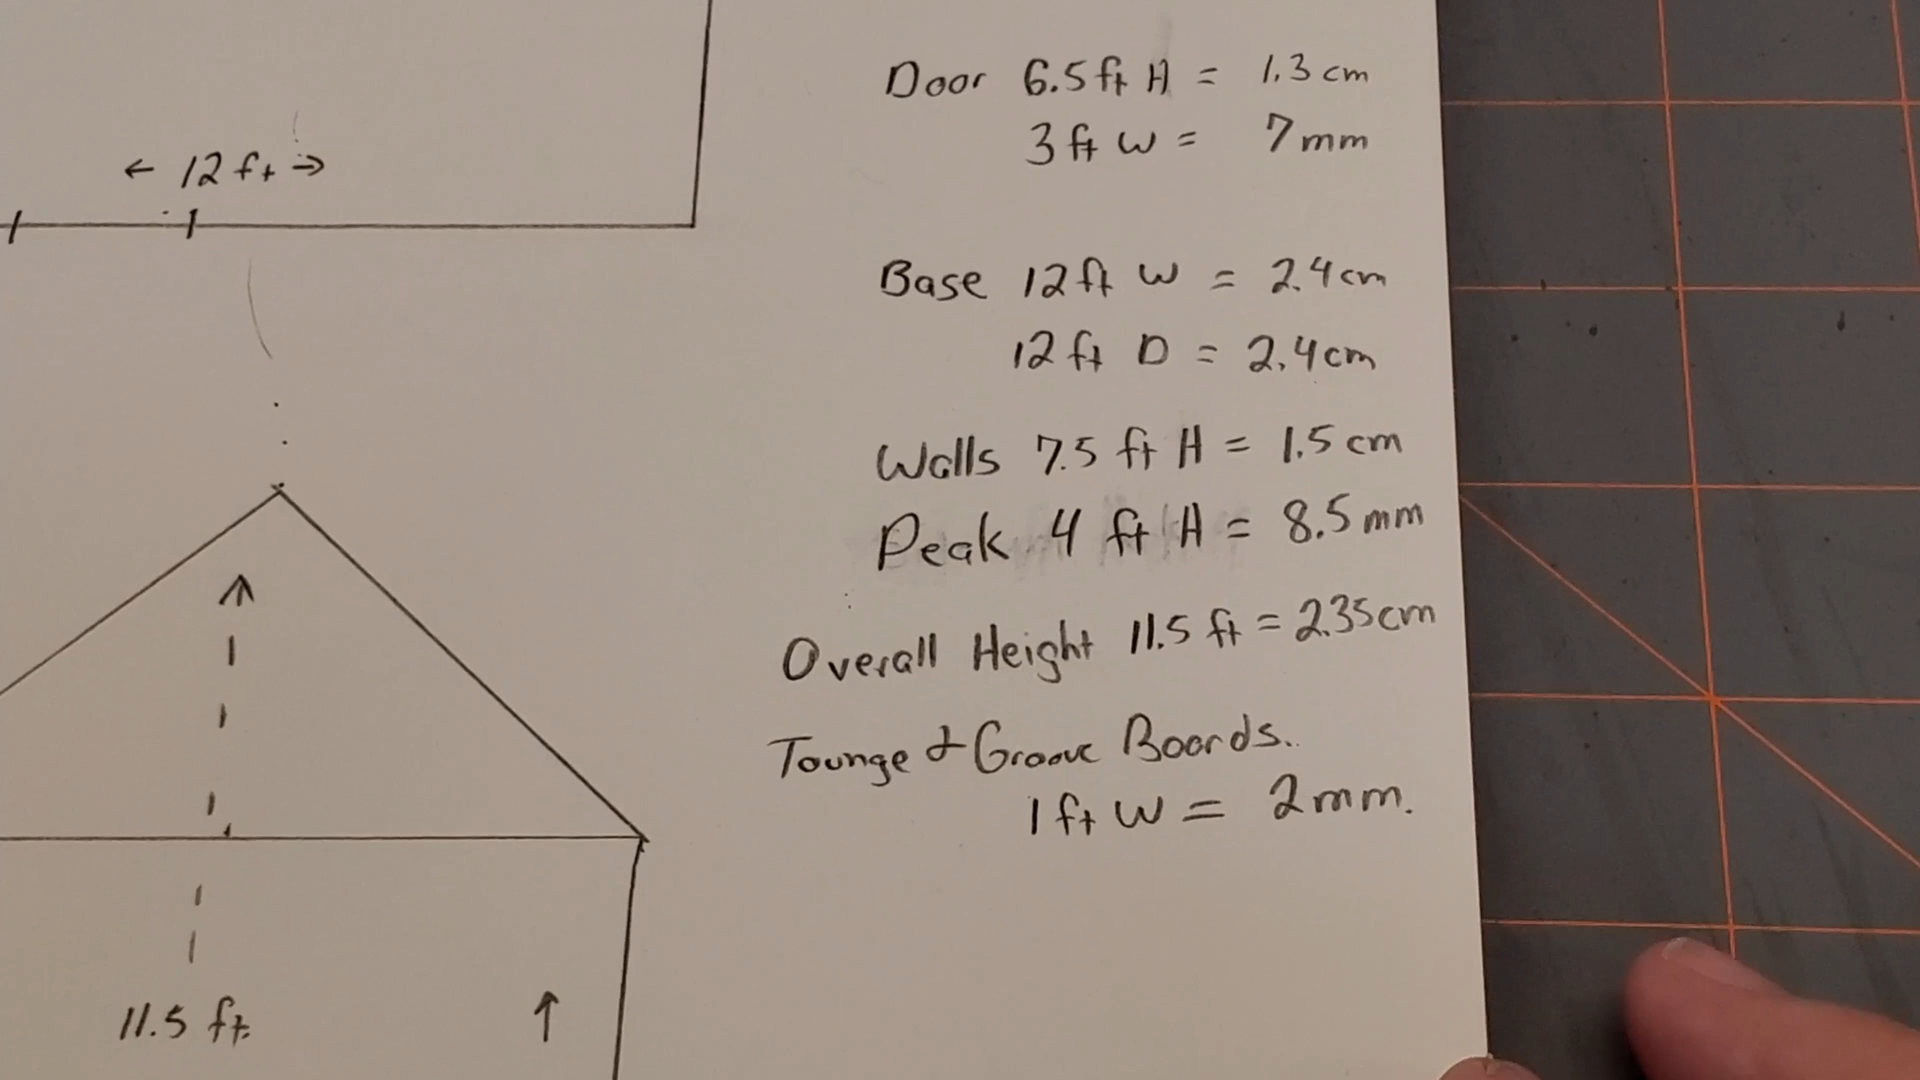 Door 6.5 ft H = 1.3 cm
3 ft W = 7 mm
← 12 ft →
Base 12 ft W = 2.4 cm
12 ft D = 2.4 cm
Walls 7.5 ft H = 1.5 cm
Peak 4 ft H = 8.5 mm
Overall Height 11.5 ft = 2.35 cm
Tounge & Groove Boards.
1 ft W = 2 mm.
11.5 ft.